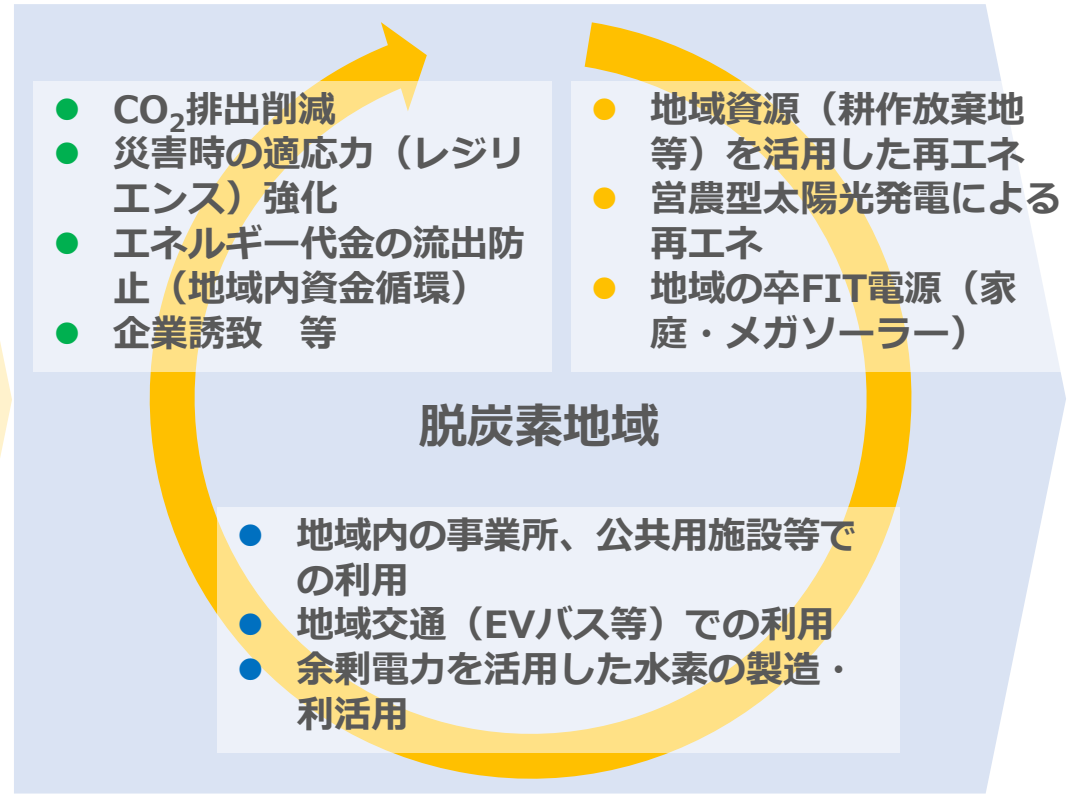 ● CO₂排出削減
● 災害時の適応力（レジリ
エンス）強化
● エネルギー代金の流出防
止（地域内資金循環）
● 企業誘致　等
● 地域資源（耕作放棄地
等）を活用した再エネ
● 営農型太陽光発電による
再エネ
● 地域の卒FIT電源（家
庭・メガソーラー）
脱炭素地域
● 地域内の事業所、公共用施設等で
の利用
● 地域交通（EVバス等）での利用
● 余剰電力を活用した水素の製造・
利活用